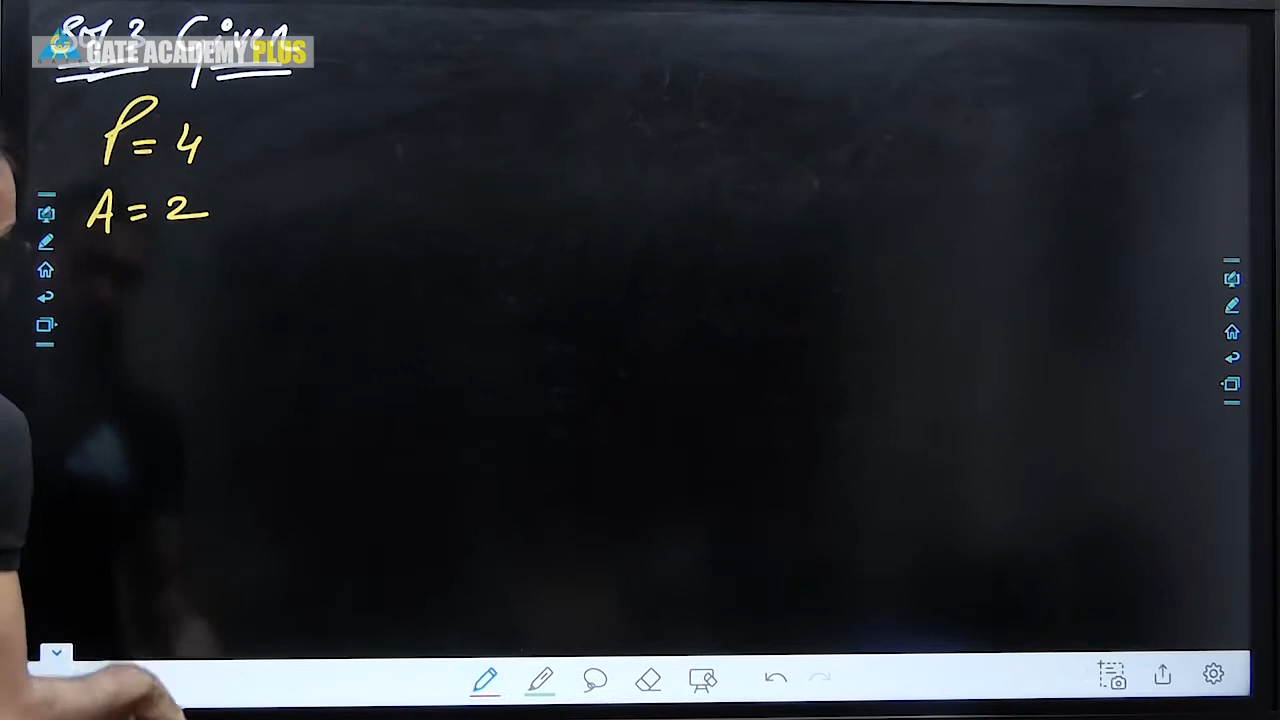 Sol 3 Given
GATE ACADEMY PLUS
P = 4
A = 2